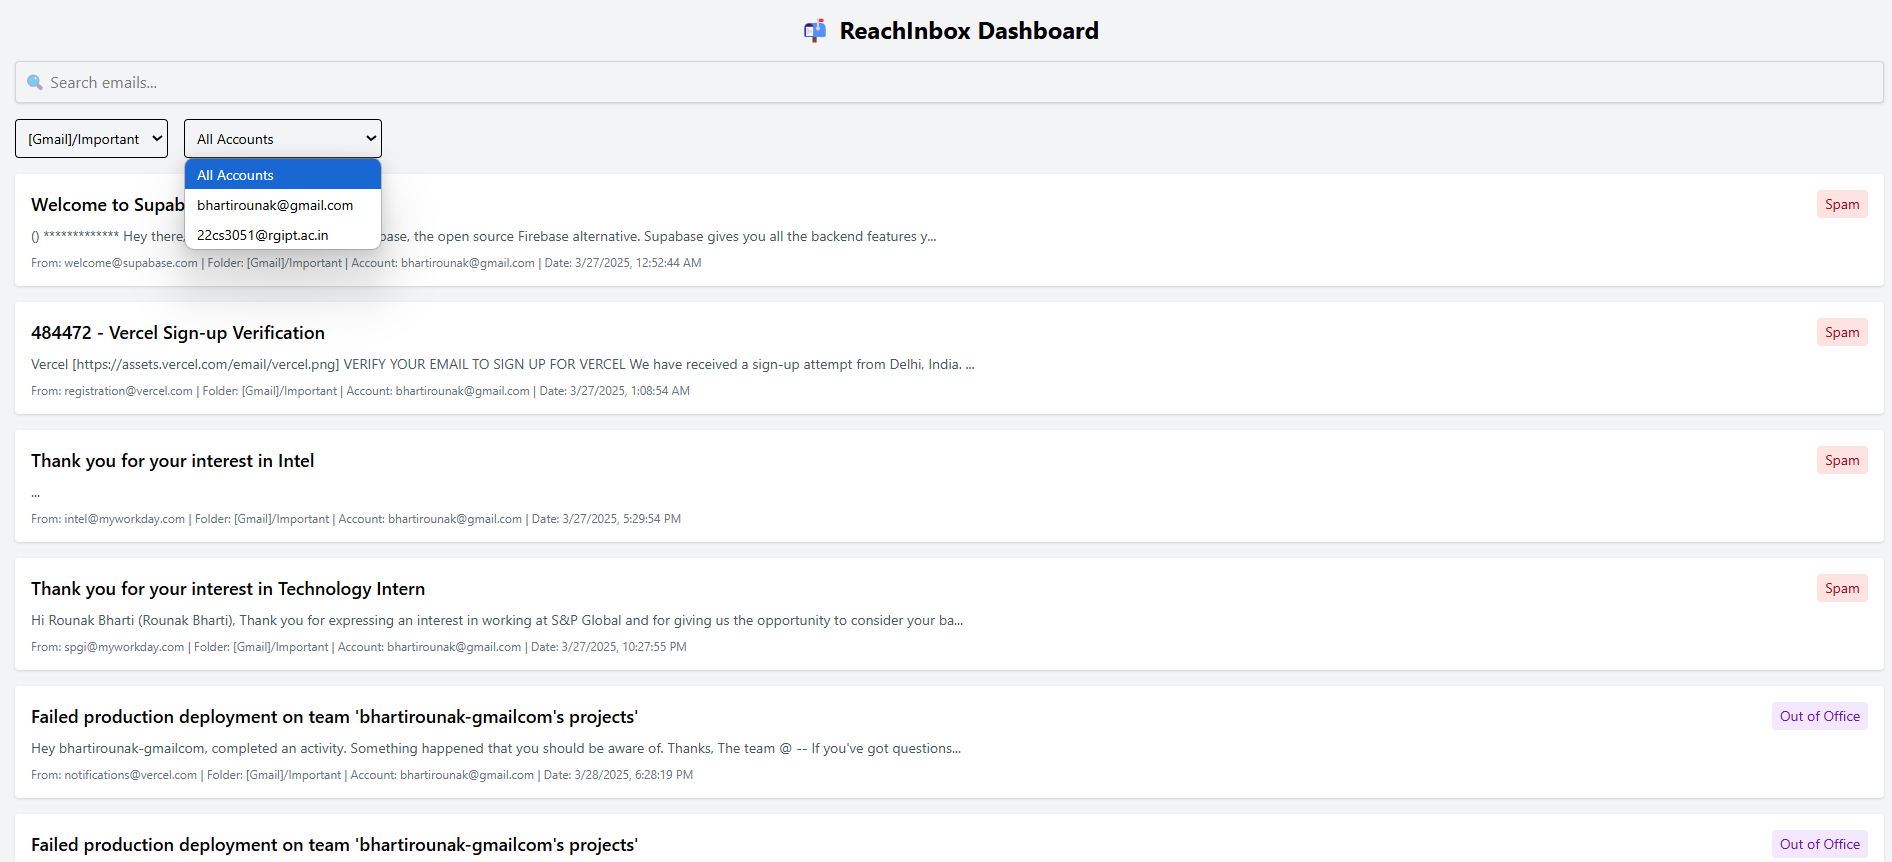 ReachInbox Dashboard
Search emails...
[Gmail]/Important
All Accounts
All Accounts
bhartirounak@gmail.com
22cs3051@rgipt.ac.in
Welcome to Supab
Spam
() ************* Hey there, base, the open source Firebase alternative. Supabase gives you all the backend features y...
From: welcome@supabase.com | Folder: [Gmail]/Important | Account: bhartirounak@gmail.com | Date: 3/27/2025, 12:52:44 AM
484472 - Vercel Sign-up Verification
Spam
Vercel [https://assets.vercel.com/email/vercel.png] VERIFY YOUR EMAIL TO SIGN UP FOR VERCEL We have received a sign-up attempt from Delhi, India. ...
From: registration@vercel.com | Folder: [Gmail]/Important | Account: bhartirounak@gmail.com | Date: 3/27/2025, 1:08:54 AM
Thank you for your interest in Intel
Spam
...
From: intel@myworkday.com | Folder: [Gmail]/Important | Account: bhartirounak@gmail.com | Date: 3/27/2025, 5:29:54 PM
Thank you for your interest in Technology Intern
Spam
Hi Rounak Bharti (Rounak Bharti), Thank you for expressing an interest in working at S&P Global and for giving us the opportunity to consider your ba...
From: spgi@myworkday.com | Folder: [Gmail]/Important | Account: bhartirounak@gmail.com | Date: 3/27/2025, 10:27:55 PM
Failed production deployment on team 'bhartirounak-gmailcom's projects'
Out of Office
Hey bhartirounak-gmailcom, completed an activity. Something happened that you should be aware of. Thanks, The team @ -- If you've got questions...
From: notifications@vercel.com | Folder: [Gmail]/Important | Account: bhartirounak@gmail.com | Date: 3/28/2025, 6:28:19 PM
Failed production deployment on team 'bhartirounak-gmailcom's projects'
Out of Office